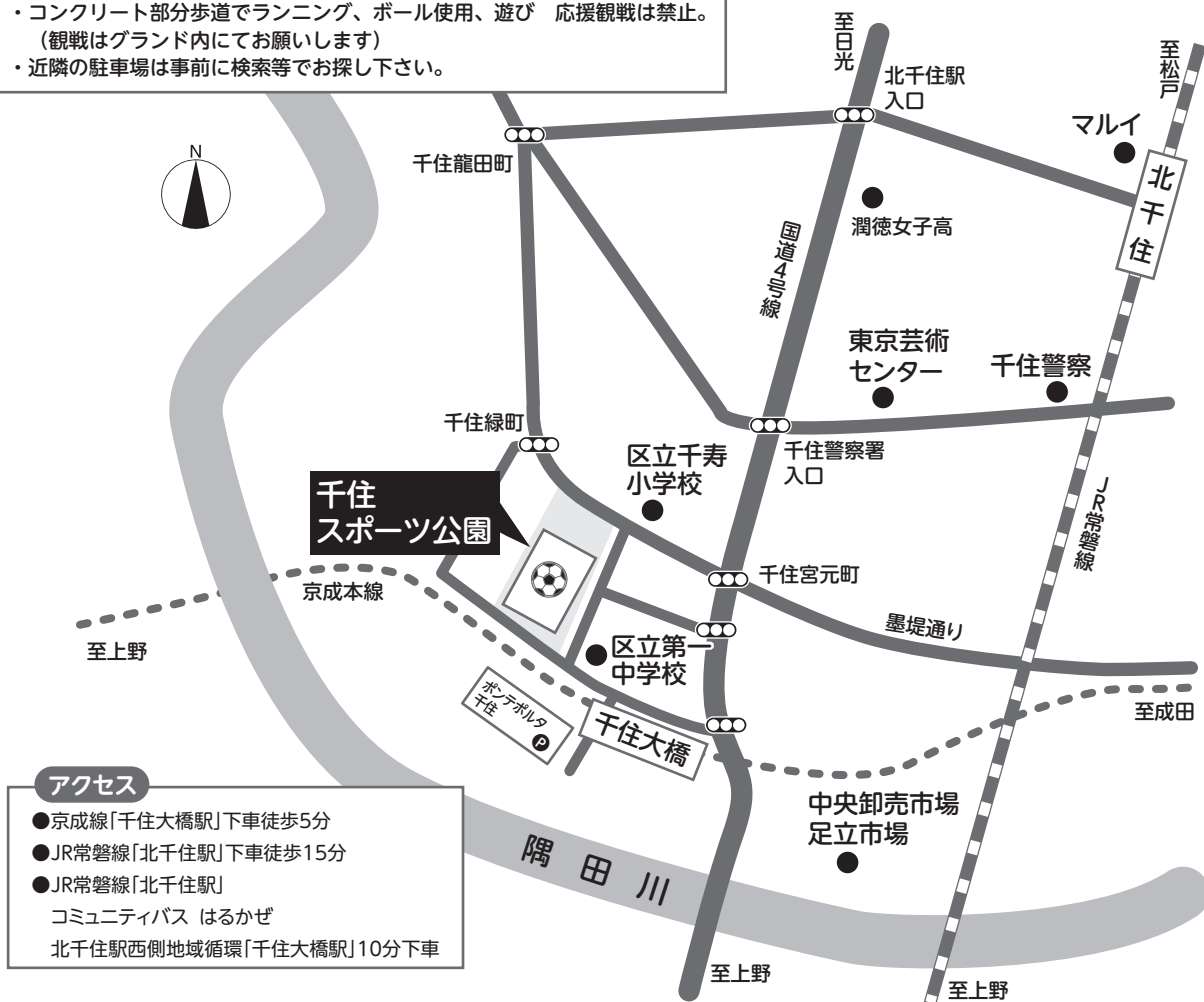 ・コンクリート部分歩道でランニング、ボール使用、遊び　応援観戦は禁止。
（観戦はグランド内にてお願いします）
・近隣の駐車場は事前に検索等でお探し下さい。
至日光
北千住駅
入口
至松戸
マルイ
N
千住龍田町
北千住
潤徳女子高
国道4号線
東京芸術
センター
千住警察
千住緑町
千住警察署
入口
区立千寿
小学校
千住
スポーツ公園
JR常磐線
千住宮元町
京成本線
墨堤通り
至上野
区立第一
中学校
ポンテポルタ
千住
P
千住大橋
至成田
アクセス
●京成線「千住大橋駅」下車徒歩5分
●JR常磐線「北千住駅」下車徒歩15分
●JR常磐線「北千住駅」
コミュニティバス はるかぜ
北千住駅西側地域循環「千住大橋駅」10分下車
中央卸売市場
足立市場
隅田川
至上野
至上野